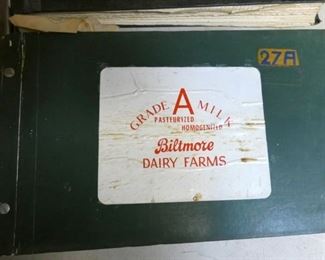 27A
GRADE A MILK
PASTEURIZED
HOMOGENIZED
Biltmore
DAIRY FARMS